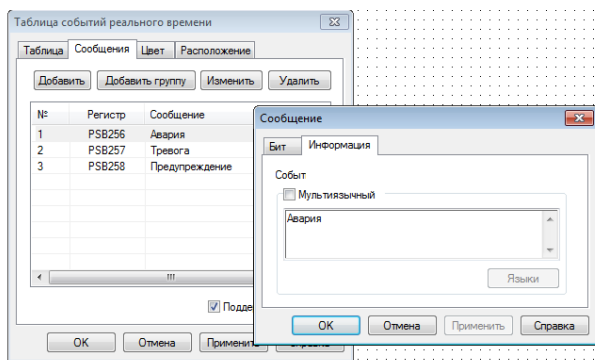 Таблица событий реального времени
Таблица Сообщения Цвет Расположение
Добавить Добавить группу Изменить Удалить
№ Регистр Сообщение
1 PSB256 Авария
2 PSB257 Тревога
3 PSB258 Предупреждение
OK Отмена
Сообщение
Бит Информация
Событ
Мультиязычный
Авария
Языки
OK Отмена Применить Справка